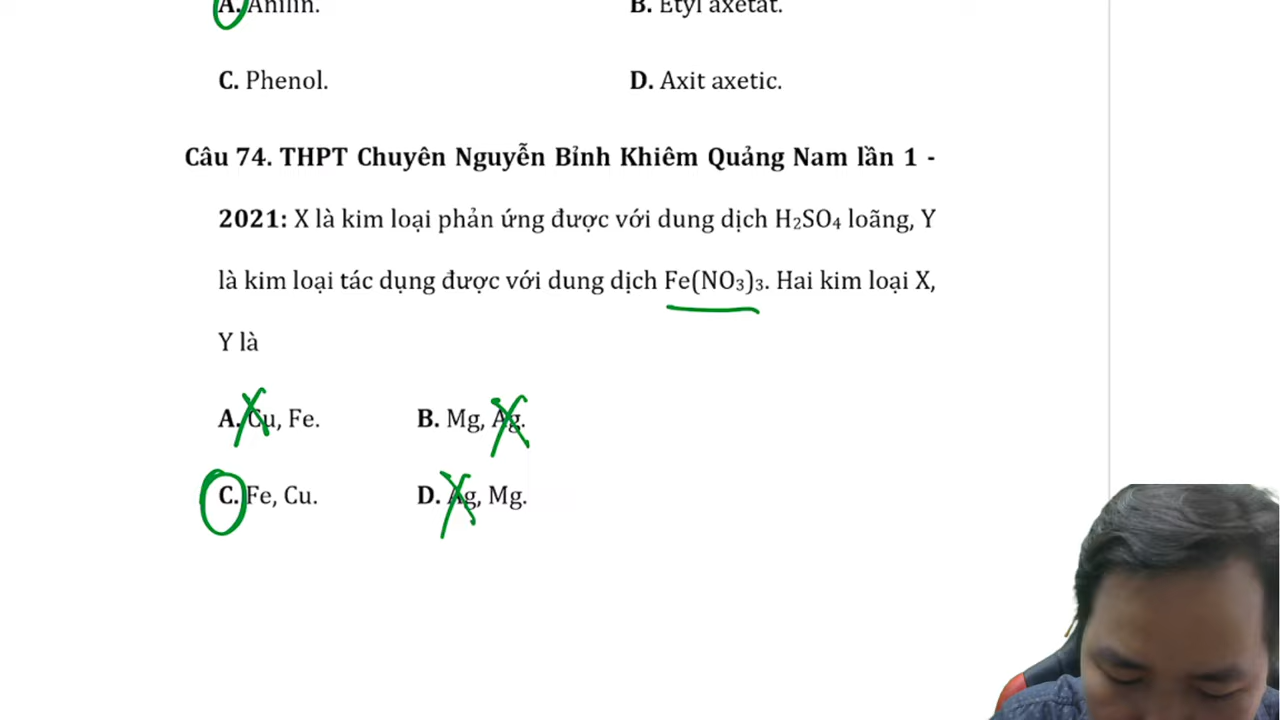 A. Anilin. B. Etyl axetat.
C. Phenol. D. Axit axetic.
Câu 74. THPT Chuyên Nguyễn Bỉnh Khiêm Quảng Nam lần 1 -
2021: X là kim loại phản ứng được với dung dịch H₂SO₄ loãng, Y
là kim loại tác dụng được với dung dịch Fe(NO₃)₃. Hai kim loại X,
Y là
A. Cu, Fe. B. Mg, Ag.
C. Fe, Cu. D. Ag, Mg.